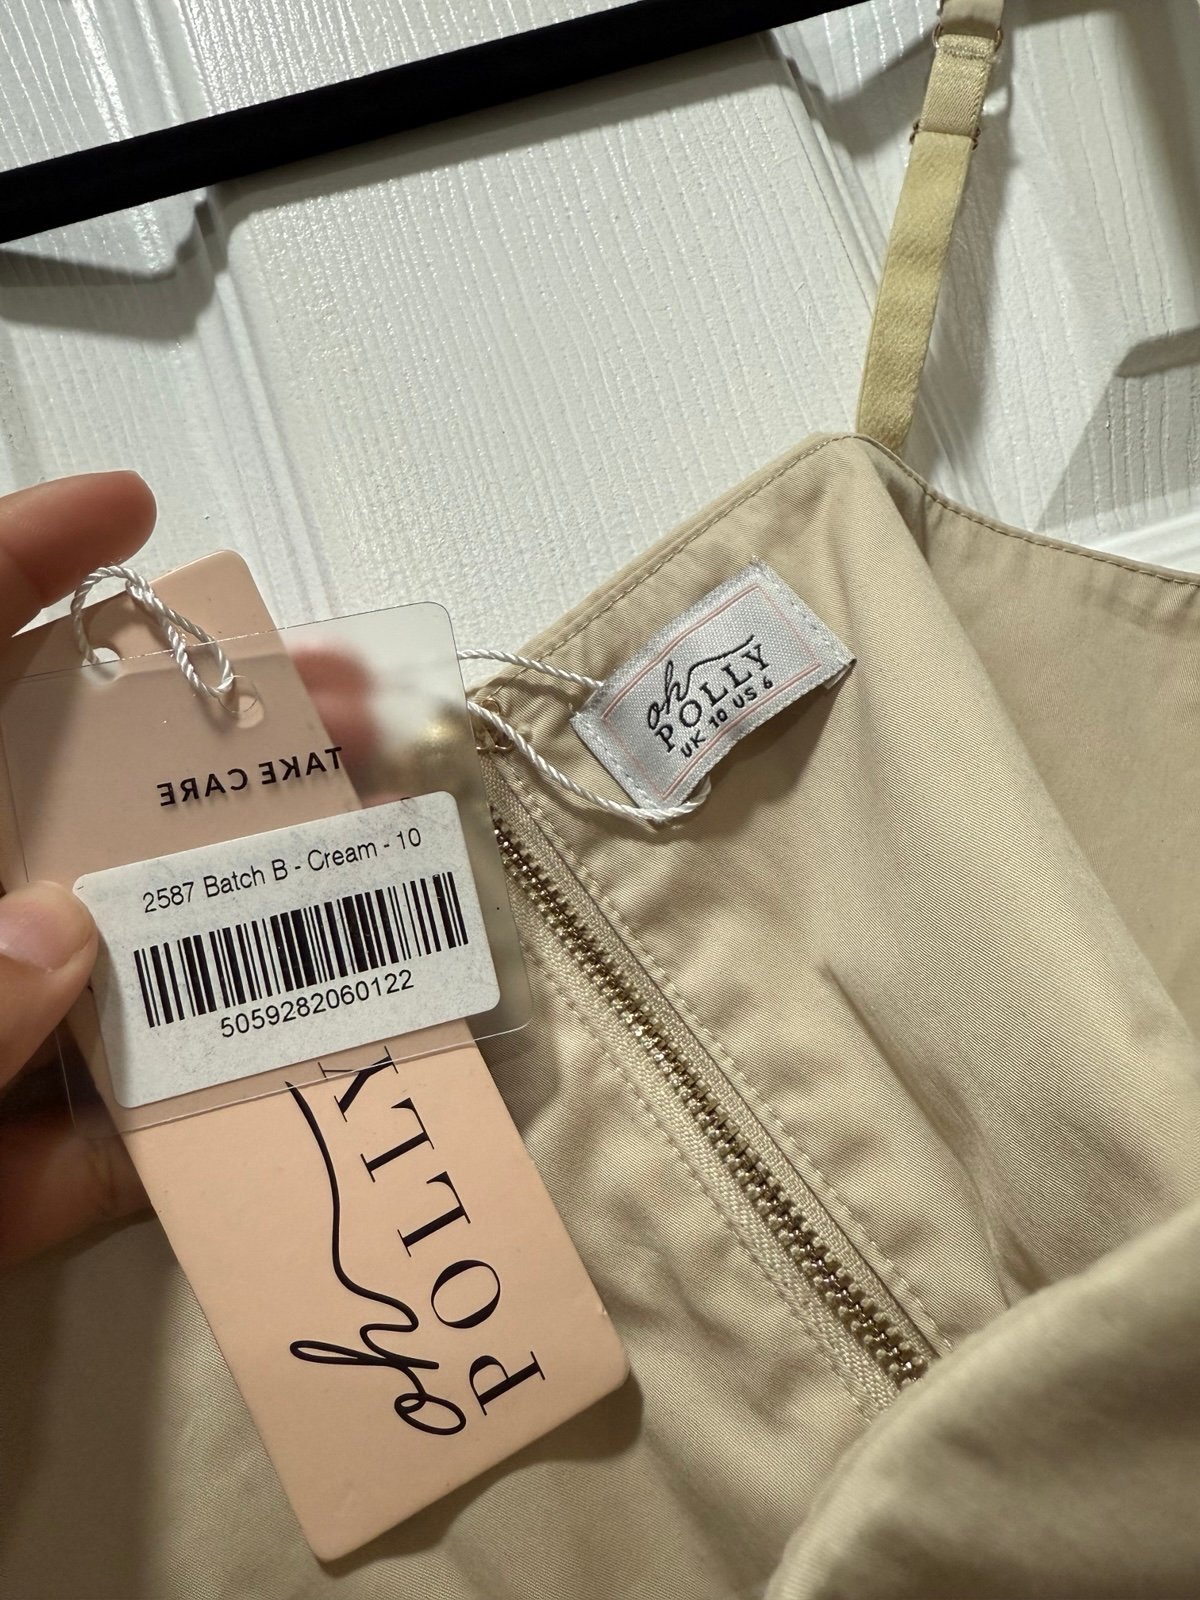 TAKE CARE
2587 Batch B - Cream - 10
5059282060122
oh
POLLY
oh
POLLY
UK 10 US 6